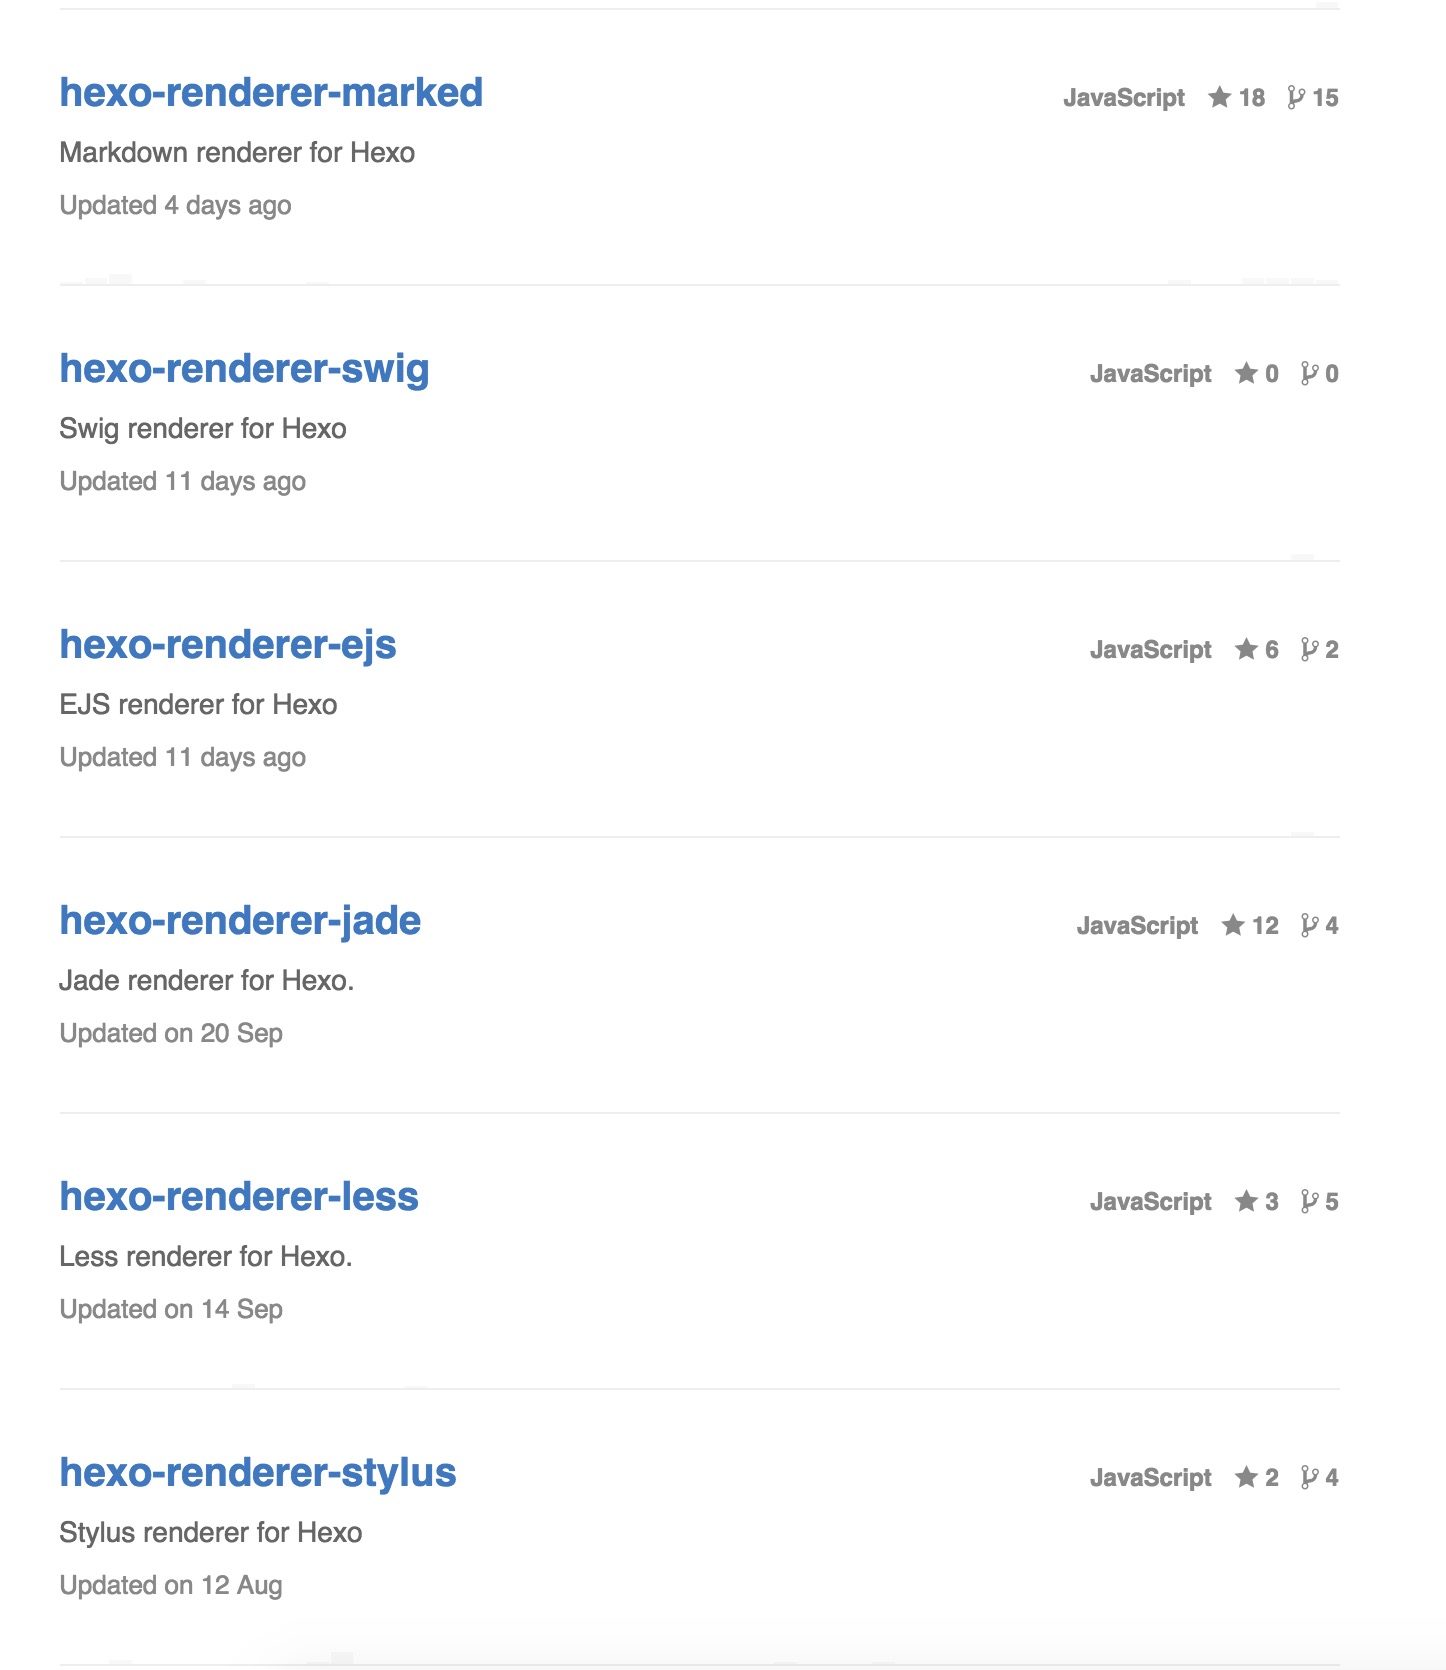 hexo-renderer-marked
JavaScript 18 15
Markdown renderer for Hexo
Updated 4 days ago
hexo-renderer-swig
JavaScript 0 0
Swig renderer for Hexo
Updated 11 days ago
hexo-renderer-ejs
JavaScript 6 2
EJS renderer for Hexo
Updated 11 days ago
hexo-renderer-jade
JavaScript 12 4
Jade renderer for Hexo.
Updated on 20 Sep
hexo-renderer-less
JavaScript 3 5
Less renderer for Hexo.
Updated on 14 Sep
hexo-renderer-stylus
JavaScript 2 4
Stylus renderer for Hexo
Updated on 12 Aug